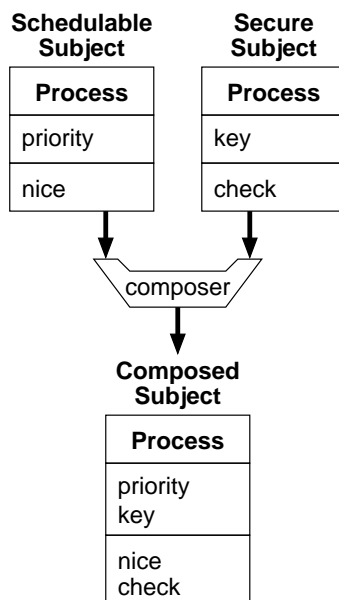 Schedulable
Subject
Process
priority
nice
Secure
Subject
Process
key
check
composer
Composed
Subject
Process
priority
key
nice
check